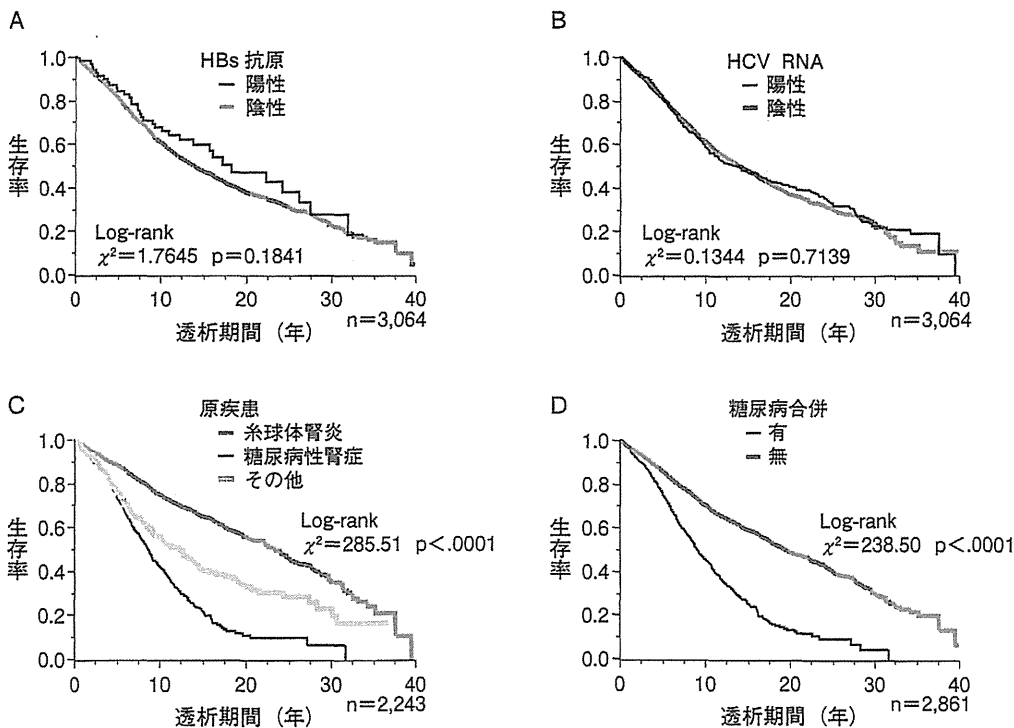 A
HBs 抗原
陽性
陰性
1.0
0.8
0.6
0.4
0.2
0.0
生存率
Log-rank
χ²=1.7645 p=0.1841
0 10 20 30 40
透析期間（年）
n=3,064
B
HCV RNA
陽性
陰性
1.0
0.8
0.6
0.4
0.2
0.0
生存率
Log-rank
χ²=0.1344 p=0.7139
0 10 20 30 40
透析期間（年）
n=3,064
C
原疾患
糸球体腎炎
糖尿病性腎症
その他
1.0
0.8
0.6
0.4
0.2
0.0
生存率
Log-rank
χ²=285.51 p<.0001
0 10 20 30 40
透析期間（年）
n=2,243
D
糖尿病合併
有
無
1.0
0.8
0.6
0.4
0.2
0.0
生存率
Log-rank
χ²=238.50 p<.0001
0 10 20 30 40
透析期間（年）
n=2,861